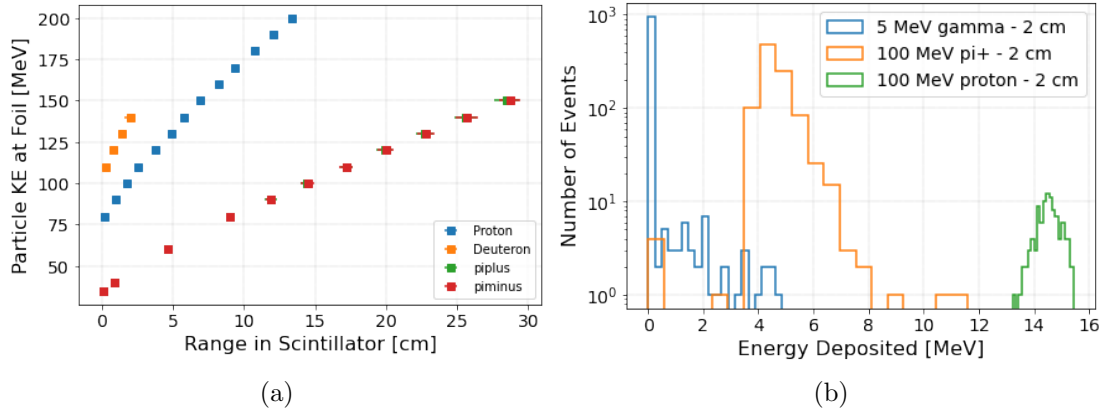 Particle KE at Foil [MeV]
200
175
150
125
100
75
50
0
5
10
15
20
25
30
Range in Scintillator [cm]
Proton
Deuteron
piplus
piminus
(a)
Number of Events
10³
10²
10¹
10⁰
0
2
4
6
8
10
12
14
16
Energy Deposited [MeV]
5 MeV gamma - 2 cm
100 MeV pi+ - 2 cm
100 MeV proton - 2 cm
(b)